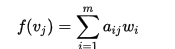 f(v_j) = \sum_{i=1}^{m} a_{ij} w_i